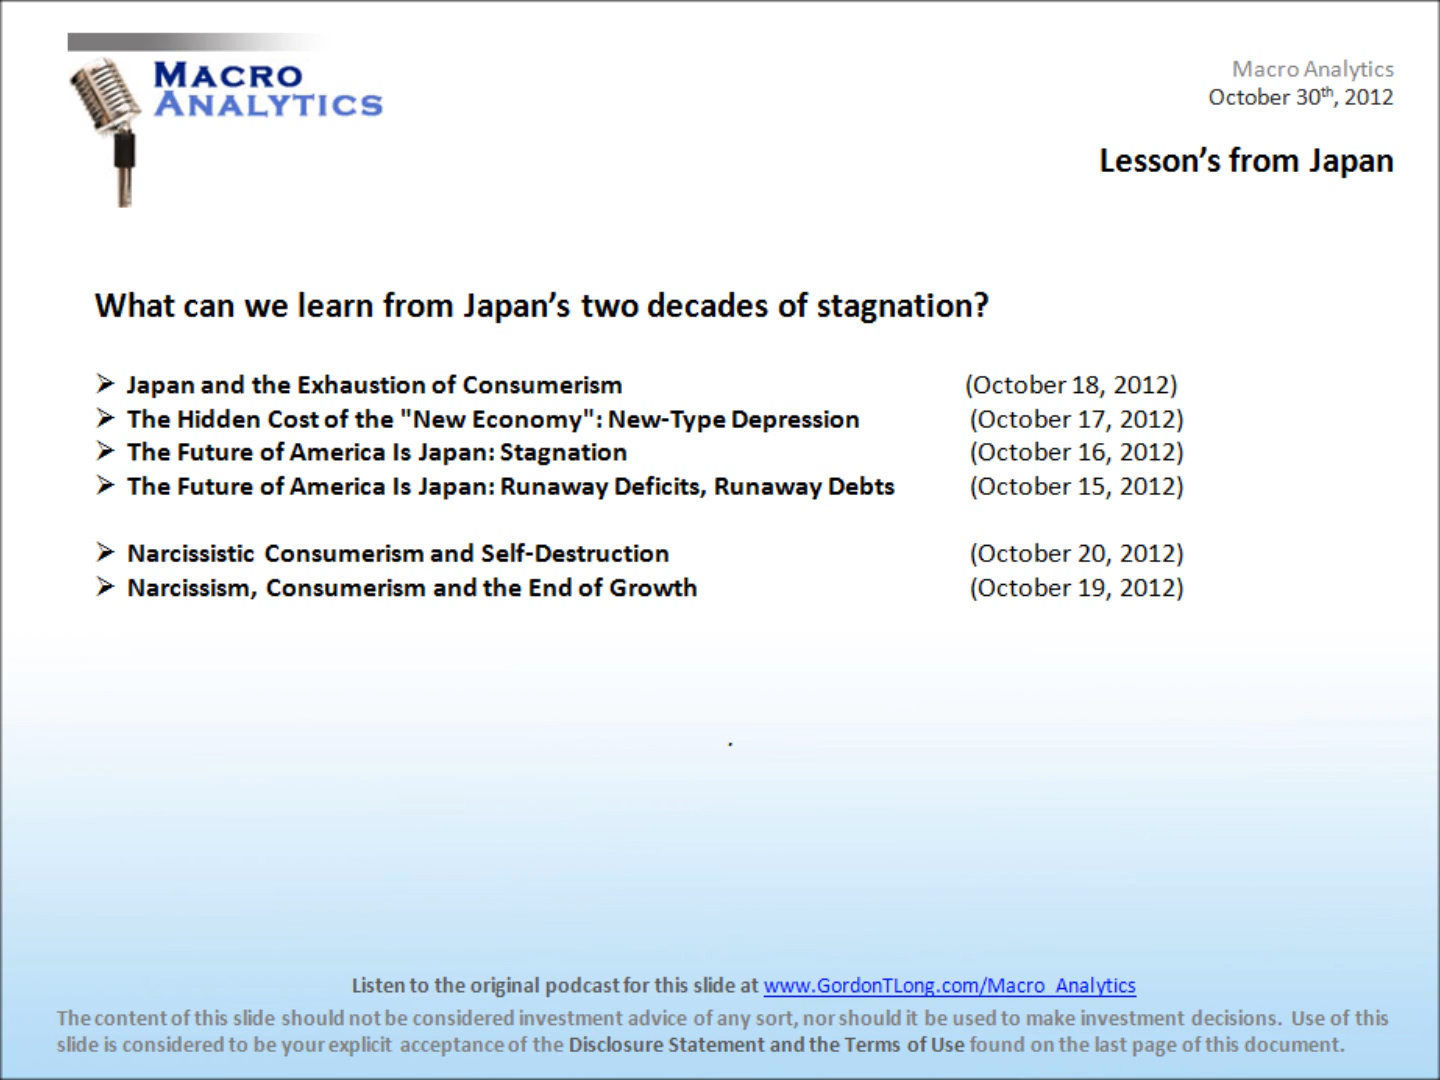 MACRO
ANALYTICS
Macro Analytics
October 30th, 2012
Lesson’s from Japan
What can we learn from Japan’s two decades of stagnation?
➢ Japan and the Exhaustion of Consumerism (October 18, 2012)
➢ The Hidden Cost of the "New Economy": New-Type Depression (October 17, 2012)
➢ The Future of America Is Japan: Stagnation (October 16, 2012)
➢ The Future of America Is Japan: Runaway Deficits, Runaway Debts (October 15, 2012)
➢ Narcissistic Consumerism and Self-Destruction (October 20, 2012)
➢ Narcissism, Consumerism and the End of Growth (October 19, 2012)
.
Listen to the original podcast for this slide at www.GordonTLong.com/Macro_Analytics
The content of this slide should not be considered investment advice of any sort, nor should it be used to make investment decisions. Use of this
slide is considered to be your explicit acceptance of the Disclosure Statement and the Terms of Use found on the last page of this document.